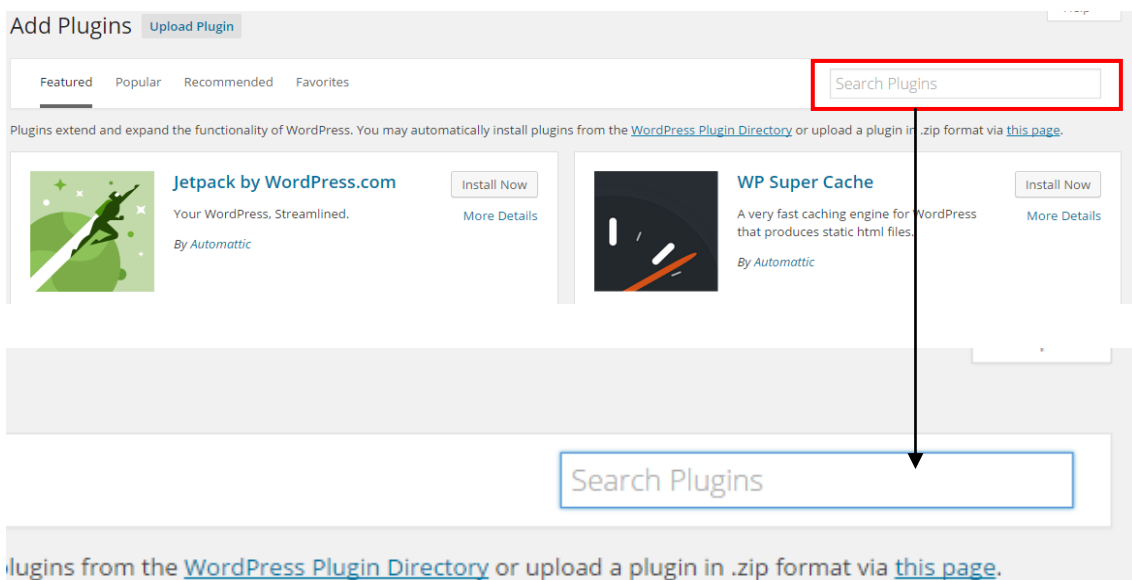 Add Plugins Upload Plugin
Featured Popular Recommended Favorites Search Plugins
Plugins extend and expand the functionality of WordPress. You may automatically install plugins from the WordPress Plugin Directory or upload a plugin in .zip format via this page.
Jetpack by WordPress.com
Install Now
Your WordPress, Streamlined.
More Details
By Automattic
WP Super Cache
Install Now
A very fast caching engine for WordPress
that produces static html files.
More Details
By Automattic
Search Plugins
lugins from the WordPress Plugin Directory or upload a plugin in .zip format via this page.